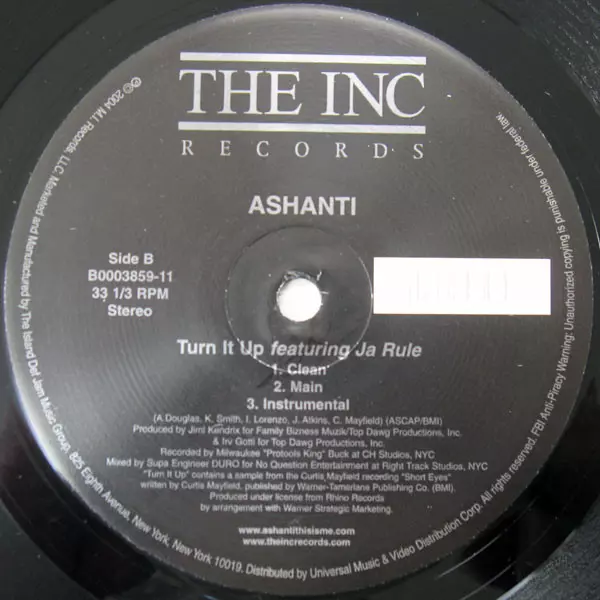 THE INC
RECORDS
ASHANTI
Side B
B0003859-11
33 1/3 RPM
Stereo
Turn It Up featuring Ja Rule
1. Clean
2. Main
3. Instrumental
(A.Douglas, K. Smith, I. Lorenzo, J. Atkins, C. Mayfield) (ASCAP/BMI)
Produced by Jimi Kendrix for Family Bizness Muzik/Top Dawg Productions, Inc.
& Irv Gotti for Top Dawg Productions, Inc.
Recorded by Milwaukee "Protools King" Buck at CH Studios, NYC
Mixed by Supa Engineer DURO for No Question Entertainment at Right Track Studios, NYC
"Turn It Up" contains a sample from the Curtis Mayfield recording "Short Eyes"
written by Curtis Mayfield, published by Warner-Tamerlane Publishing Co. (BMI).
Produced under license from Rhino Records
by arrangement with Warner Strategic Marketing.
www.ashantithisisme.com
www.theincrecords.com
℗© 2004 M.I. Records, LLC. Marketed and Manufactured by The Island Def Jam Music Group, 825 Eighth Avenue, New York, New York 10019. Distributed by Universal Music & Video Distribution Corp. All rights reserved. FBI Anti-Piracy Warning: Unauthorized copying is punishable under federal law.